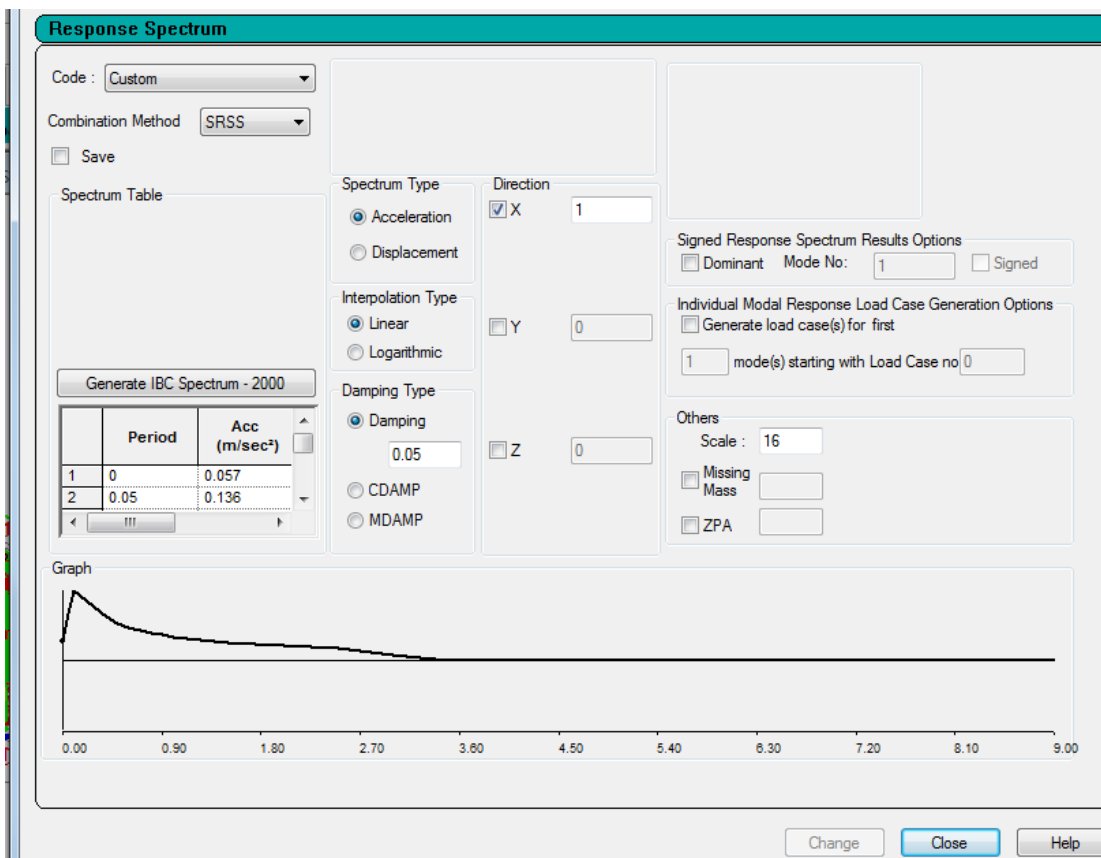 Response Spectrum
Code : Custom
Combination Method SRSS
Save
Spectrum Table
Generate IBC Spectrum - 2000
Period Acc (m/sec²)
1 0 0.057
2 0.05 0.136
Spectrum Type
Acceleration
Displacement
Interpolation Type
Linear
Logarithmic
Damping Type
Damping
0.05
CDAMP
MDAMP
Direction
X 1
Y 0
Z 0
Signed Response Spectrum Results Options
Dominant Mode No: 1 Signed
Individual Modal Response Load Case Generation Options
Generate load case(s) for first
1 mode(s) starting with Load Case no 0
Others
Scale : 16
Missing
Mass
ZPA
Graph
0.00 0.90 1.80 2.70 3.60 4.50 5.40 6.30 7.20 8.10 9.00
Change Close Help